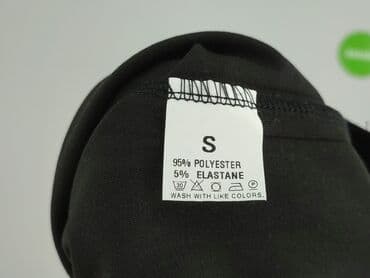 S
95% POLYESTER
5% ELASTANE
WASH WITH LIKE COLORS.